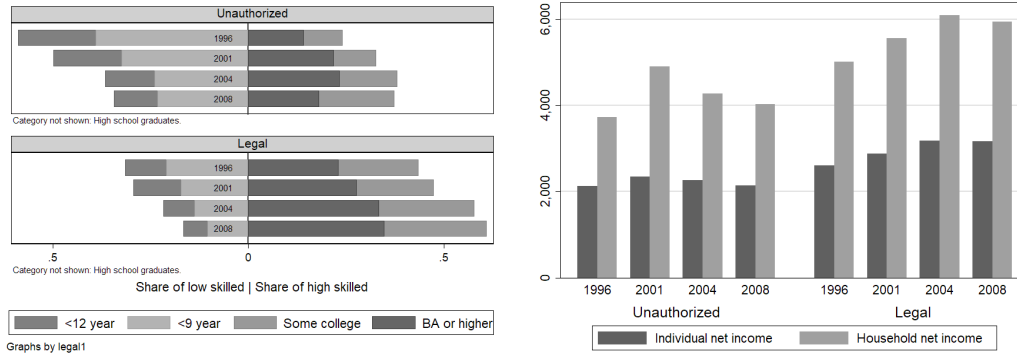 Unauthorized
1996
2001
2004
2008
Category not shown: High school graduates.
Legal
1996
2001
2004
2008
.5 0 .5
Category not shown: High school graduates.
Share of low skilled | Share of high skilled
<12 year <9 year Some college BA or higher
Graphs by legal1
6,000
4,000
2,000
0
1996 2001 2004 2008 1996 2001 2004 2008
Unauthorized Legal
Individual net income Household net income